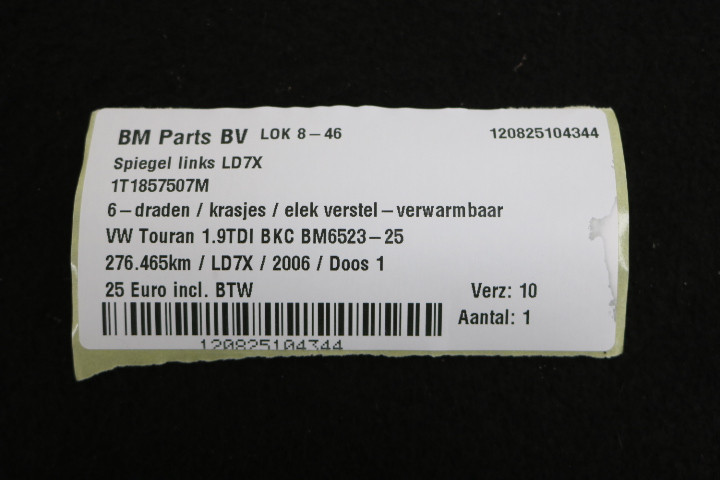 BM Parts BV LOK 8-46 120825104344
Spiegel links LD7X
1T1857507M
6-draden / krasjes / elek verstel-verwarmbaar
VW Touran 1.9TDI BKC BM6523-25
276.465km / LD7X / 2006 / Doos 1
25 Euro incl. BTW Verz: 10
Aantal: 1
120825104344